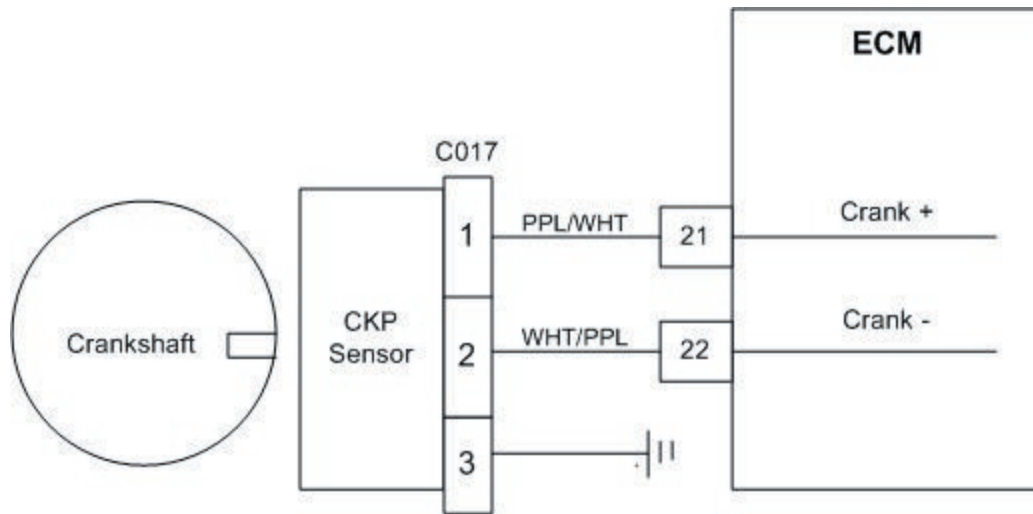 ECM
C017
1
PPL/WHT
21
Crank +
Crankshaft
CKP
Sensor
2
WHT/PPL
22
Crank -
3